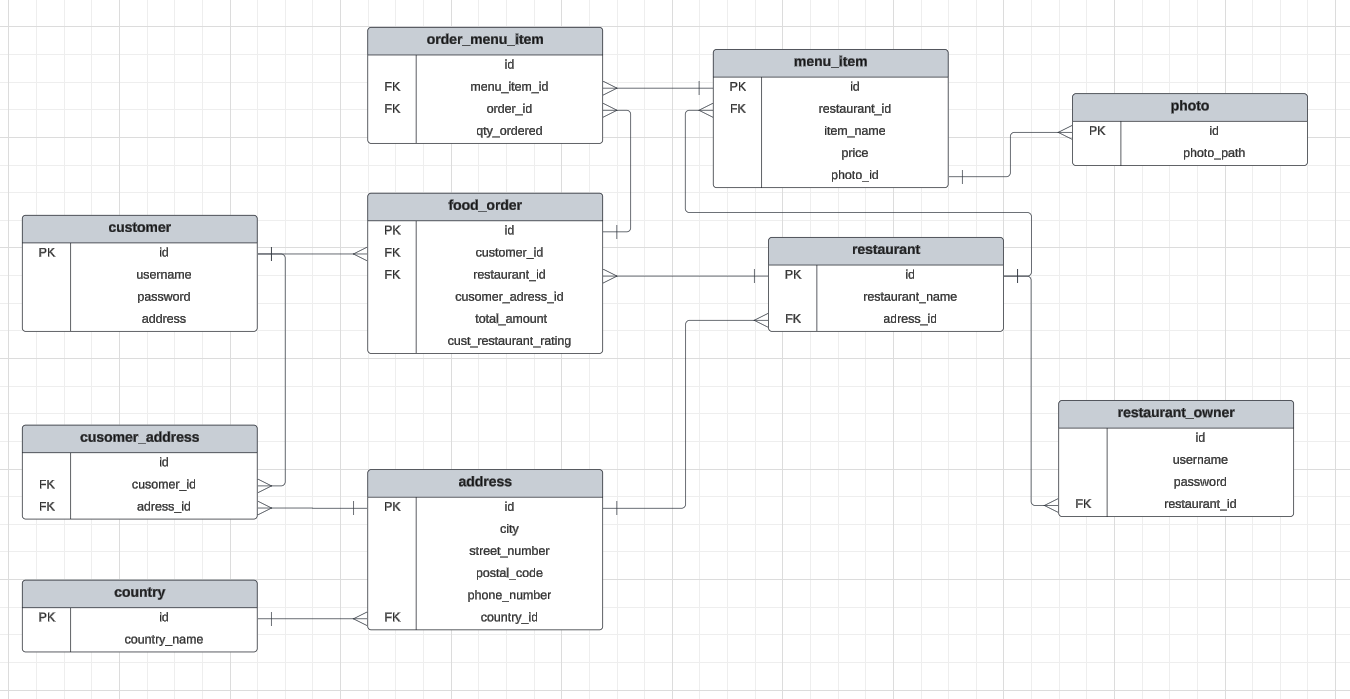 order_menu_item
id
FK menu_item_id
FK order_id
qty_ordered
menu_item
PK id
FK restaurant_id
item_name
price
photo_id
photo
PK id
photo_path
food_order
PK id
FK customer_id
FK restaurant_id
cusomer_adress_id
total_amount
cust_restaurant_rating
customer
PK id
username
password
address
restaurant
PK id
restaurant_name
FK adress_id
restaurant_owner
id
username
password
FK restaurant_id
cusomer_address
id
FK cusomer_id
FK adress_id
address
PK id
city
street_number
postal_code
phone_number
FK country_id
country
PK id
country_name